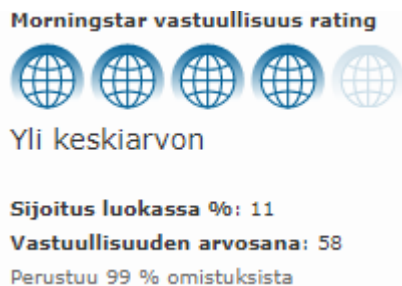 Morningstar vastuullisuus rating
Yli keskiarvon
Sijoitus luokassa %: 11
Vastuullisuuden arvosana: 58
Perustuu 99 % omistuksista